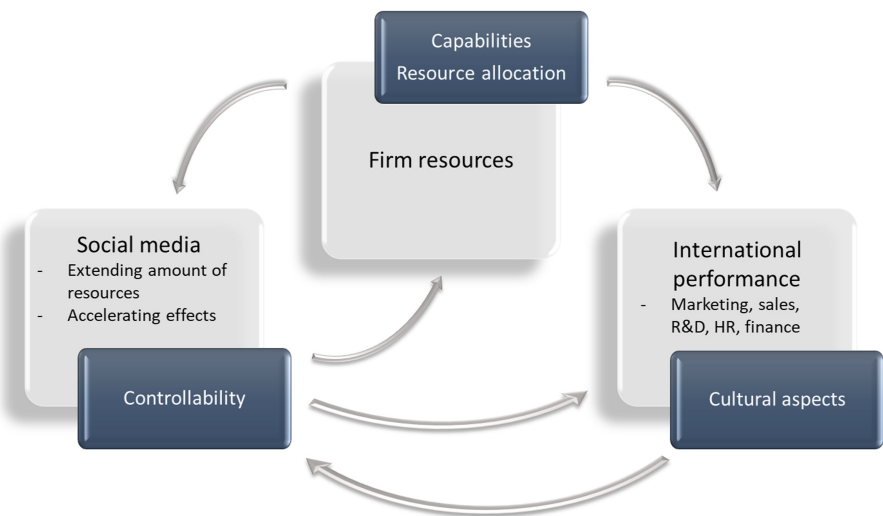 Capabilities
Resource allocation
Firm resources
Social media
- Extending amount of
resources
- Accelerating effects
Controllability
International
performance
- Marketing, sales,
R&D, HR, finance
Cultural aspects